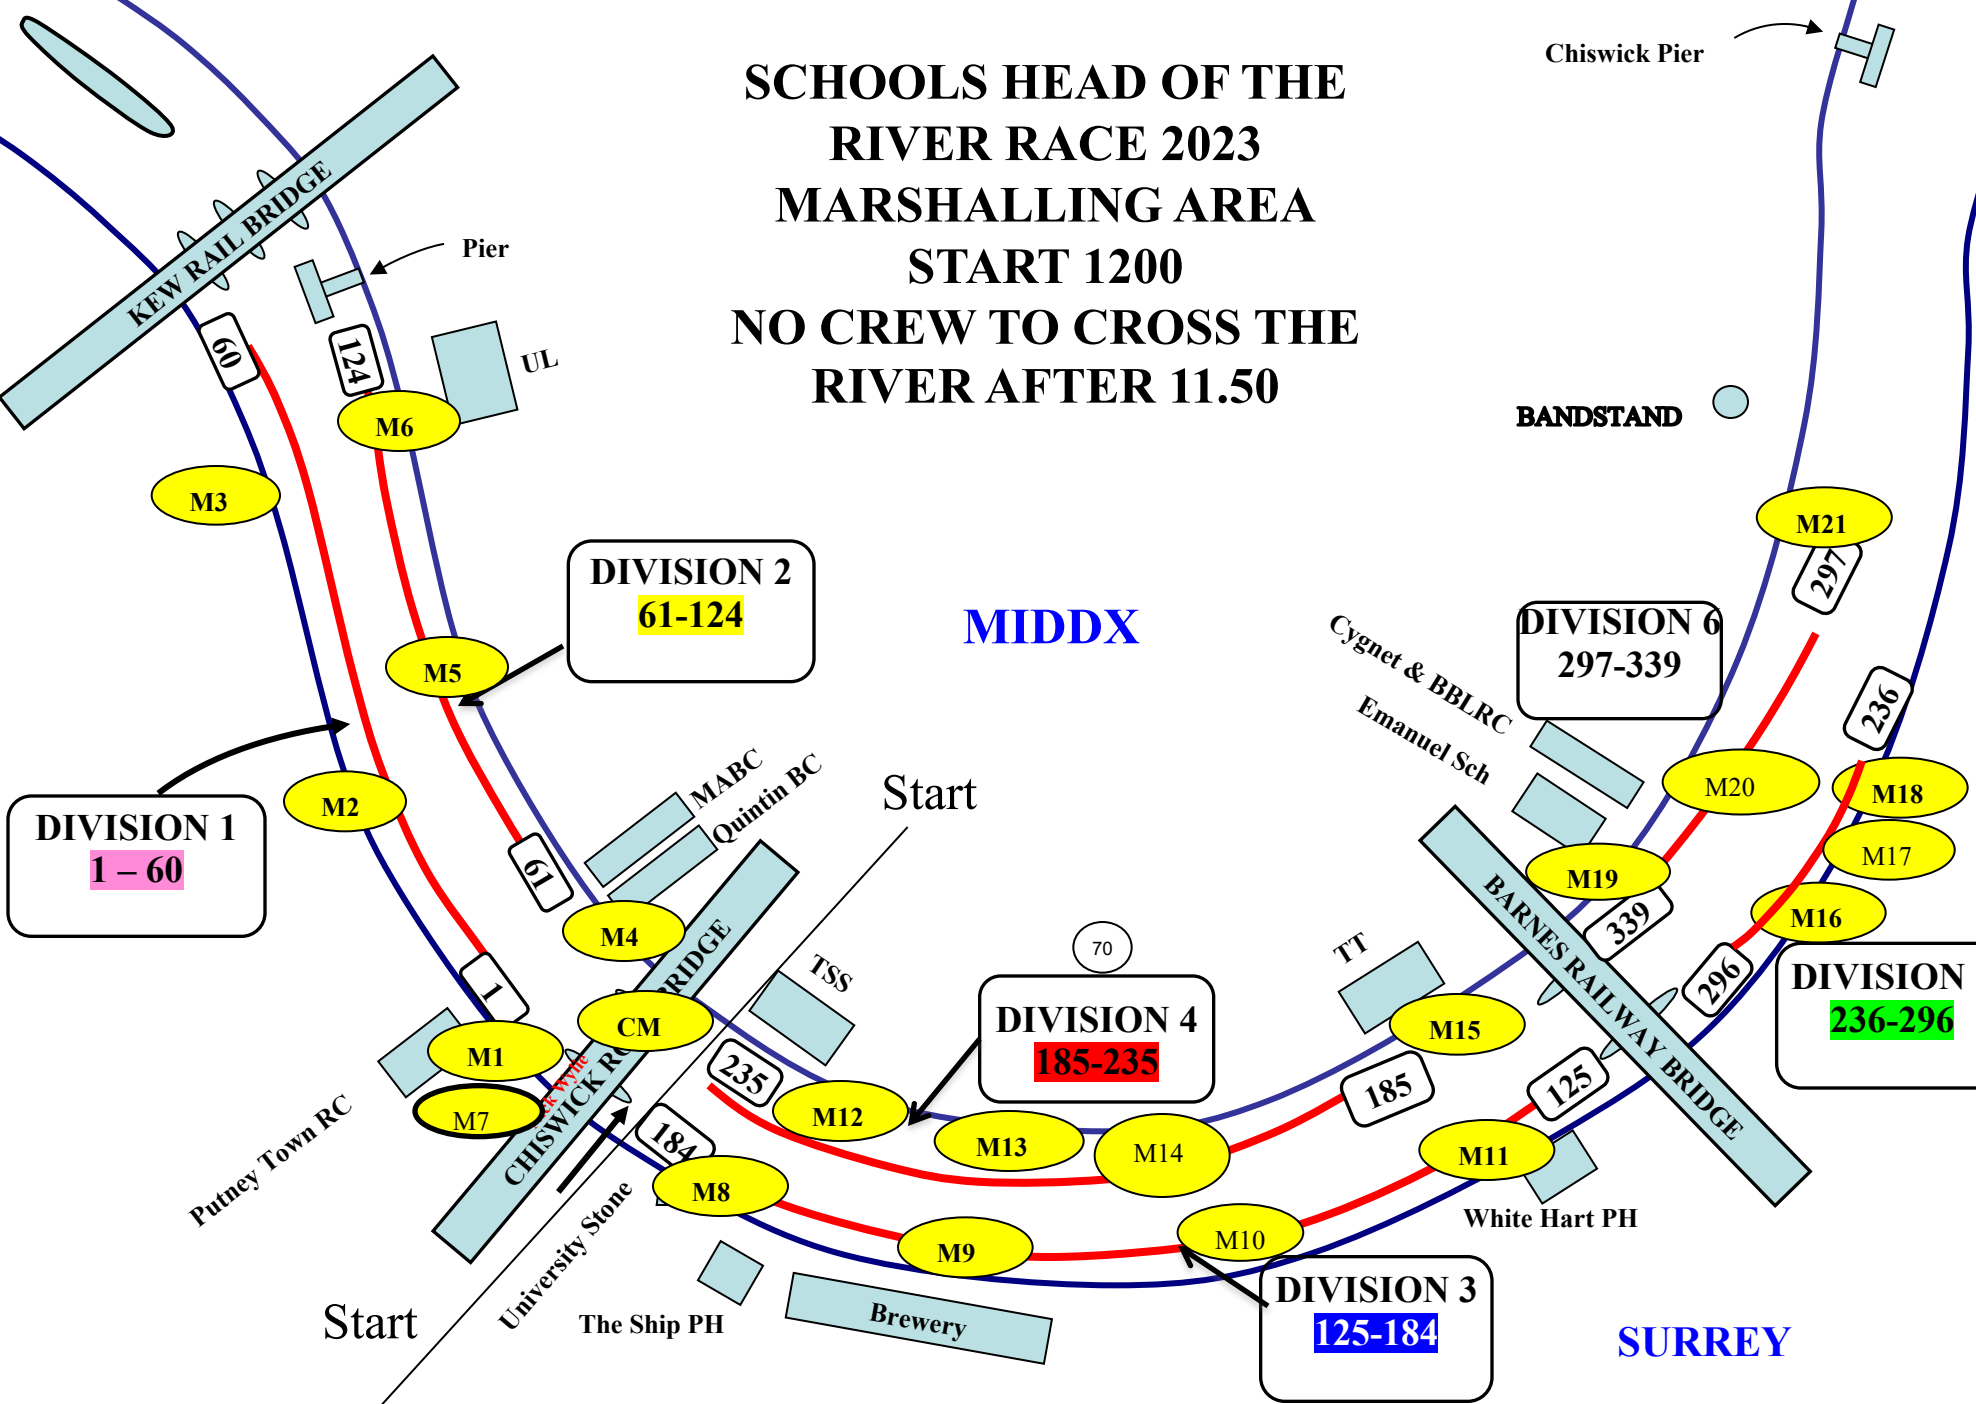 SCHOOLS HEAD OF THE
RIVER RACE 2023
MARSHALLING AREA
START 1200
NO CREW TO CROSS THE
RIVER AFTER 11.50
Chiswick Pier
KEW RAIL BRIDGE
Pier
60
124
UL
M6
M3
BANDSTAND
M21
297
DIVISION 2
61-124
MIDDX
DIVISION 6
297-339
Cygnet & BBLRC
Emanuel Sch
M5
236
M2
MABC
Quintin BC
Start
M20
M18
DIVISION 1
1 – 60
61
M17
M19
BARNES RAILWAY BRIDGE
M16
M4
339
70
TT
TSS
296
DIVISION
236-296
1
CM
DIVISION 4
185-235
M15
M1
235
185
125
M7
CHISWICK
BRIDGE
184
M12
M13
M14
M11
Putney Town RC
M8
University Stone
White Hart PH
M9
M10
Start
The Ship PH
Brewery
DIVISION 3
125-184
SURREY